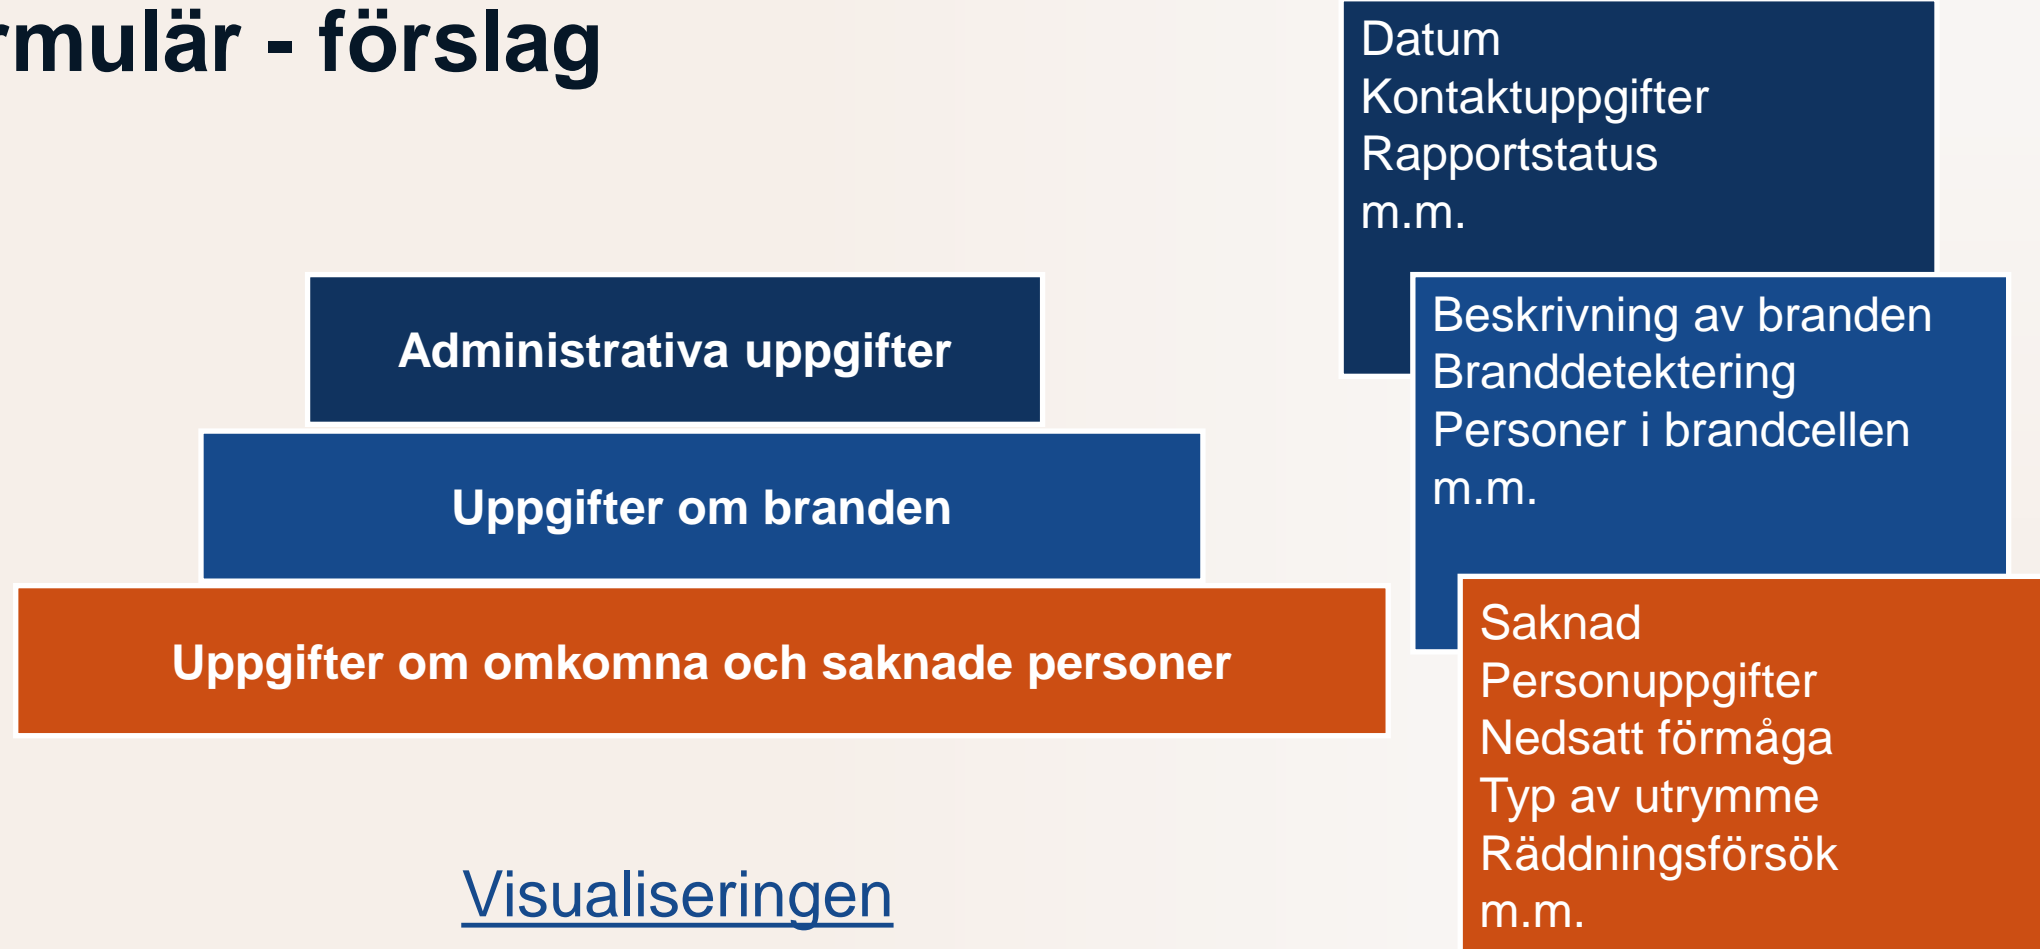 rmulär - förslag
Administrativa uppgifter
Uppgifter om branden
Uppgifter om omkomna och saknade personer
Visualiseringen
Datum
Kontaktuppgifter
Rapportstatus
m.m.
Beskrivning av branden
Branddetektering
Personer i brandcellen
m.m.
Saknad
Personuppgifter
Nedsatt förmåga
Typ av utrymme
Räddningsförsök
m.m.